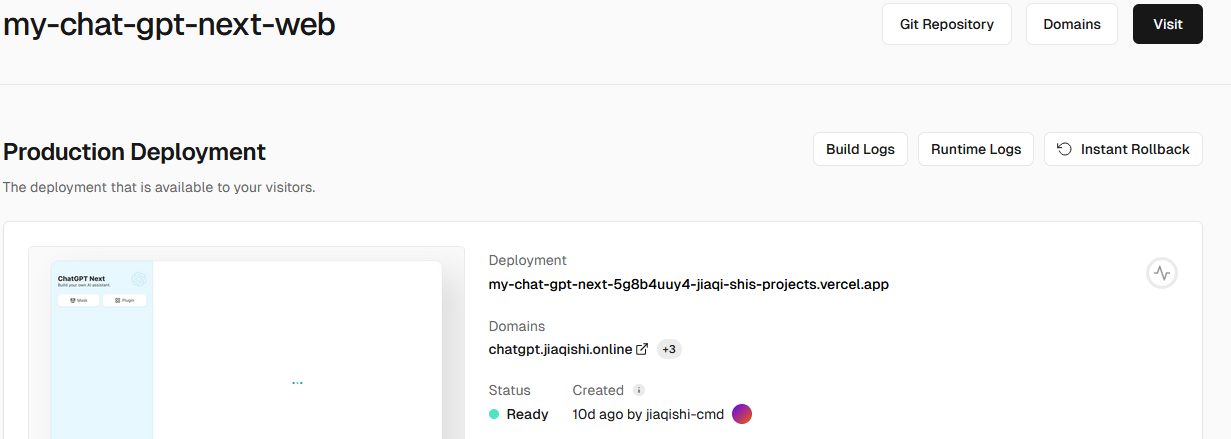 my-chat-gpt-next-web
Git Repository
Domains
Visit
Production Deployment
Build Logs
Runtime Logs
Instant Rollback
The deployment that is available to your visitors.
ChatGPT Next
Build your own AI assistant.
Mask
Plugin
Deployment
my-chat-gpt-next-5g8b4uuy4-jiaqi-shis-projects.vercel.app
Domains
chatgpt.jiaqishi.online
+3
Status
Created
Ready
10d ago by jiaqishi-cmd